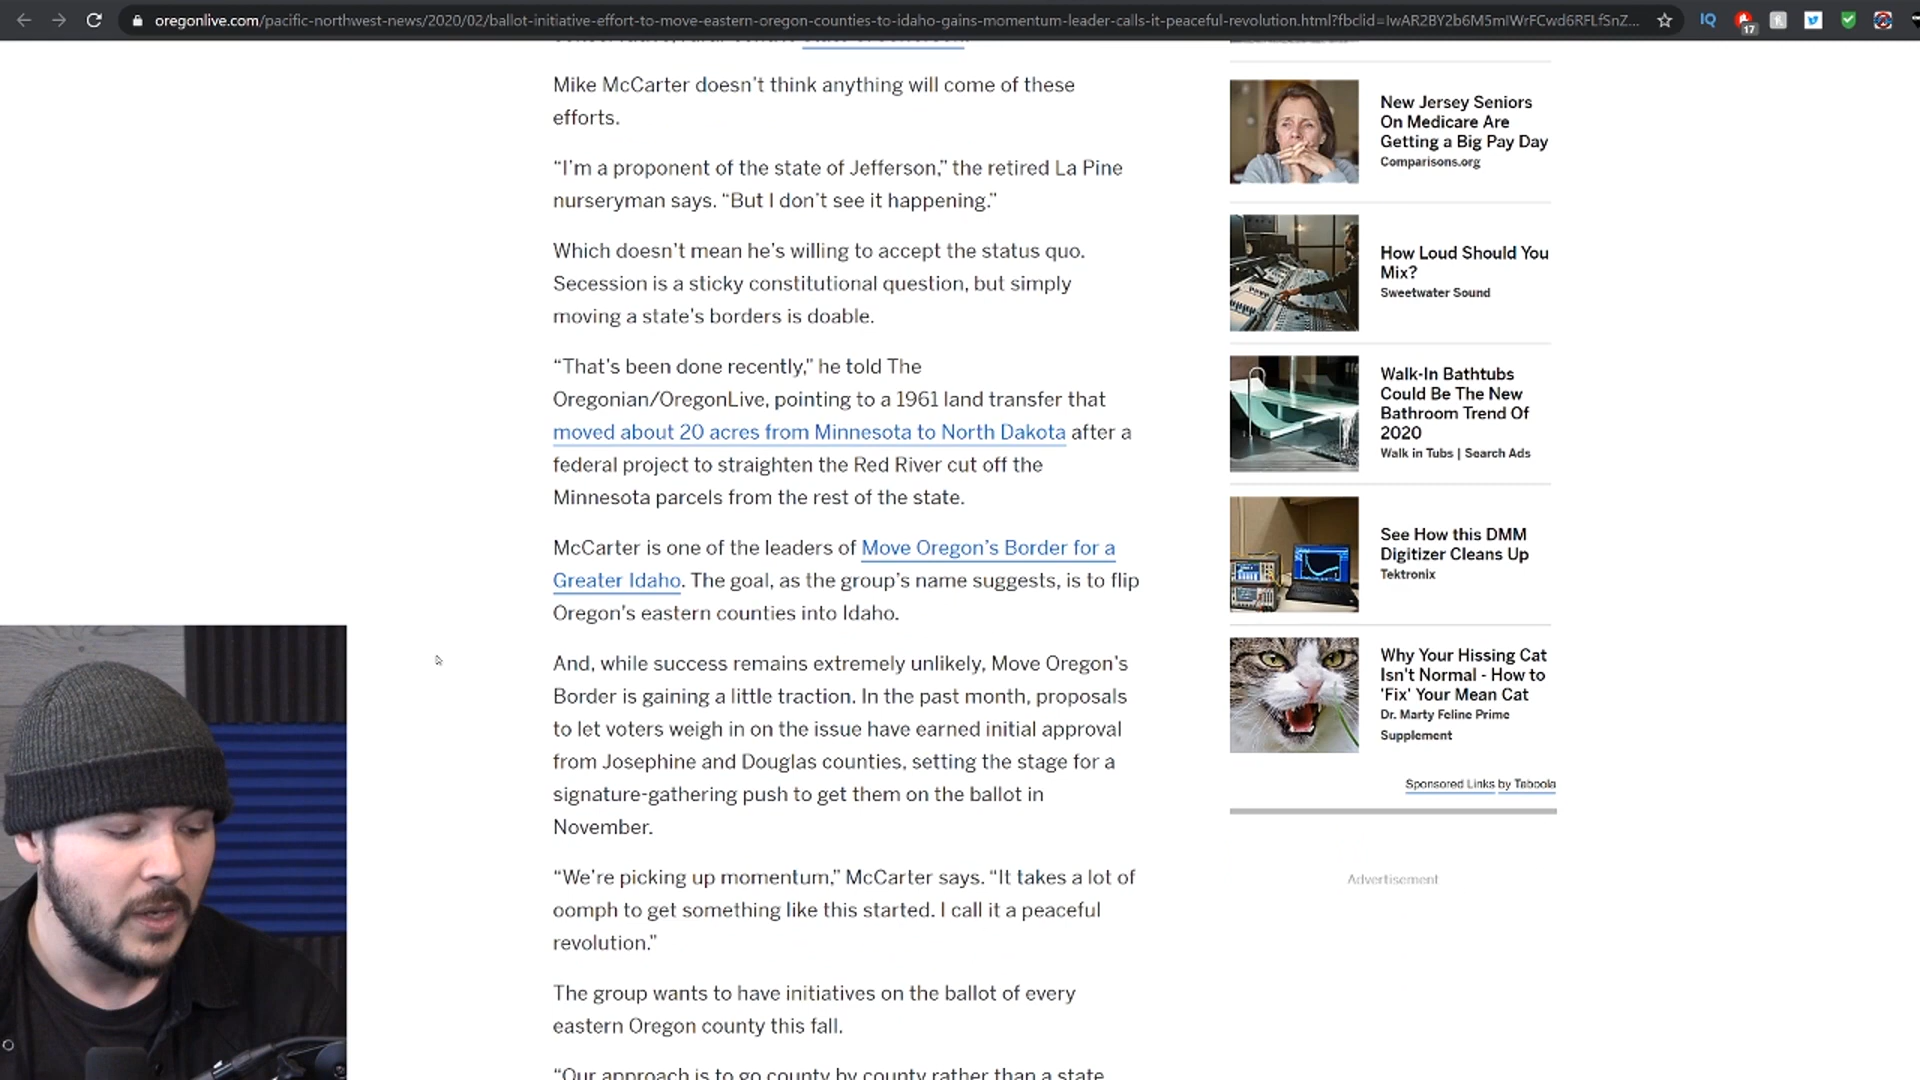 oregonlive.com/pacific-northwest-news/2020/02/ballot-initiative-effort-to-move-eastern-oregon-counties-to-idaho-gains-momentum-leader-calls-it-peaceful-revolution.html?fbclid=IwAR2BY2b6M5mIWrFCwd6RFLfSnZ...
IQ
17
Mike McCarter doesn’t think anything will come of these
efforts.
“I’m a proponent of the state of Jefferson,” the retired La Pine
nurseryman says. “But I don’t see it happening.”
Which doesn’t mean he’s willing to accept the status quo.
Secession is a sticky constitutional question, but simply
moving a state’s borders is doable.
“That’s been done recently,” he told The
Oregonian/OregonLive, pointing to a 1961 land transfer that
moved about 20 acres from Minnesota to North Dakota after a
federal project to straighten the Red River cut off the
Minnesota parcels from the rest of the state.
McCarter is one of the leaders of Move Oregon’s Border for a
Greater Idaho. The goal, as the group’s name suggests, is to flip
Oregon’s eastern counties into Idaho.
And, while success remains extremely unlikely, Move Oregon’s
Border is gaining a little traction. In the past month, proposals
to let voters weigh in on the issue have earned initial approval
from Josephine and Douglas counties, setting the stage for a
signature-gathering push to get them on the ballot in
November.
“We’re picking up momentum,” McCarter says. “It takes a lot of
oomph to get something like this started. I call it a peaceful
revolution.”
The group wants to have initiatives on the ballot of every
eastern Oregon county this fall.
“Our approach is to go county by county rather than a state
New Jersey Seniors
On Medicare Are
Getting a Big Pay Day
Comparisons.org
How Loud Should You
Mix?
Sweetwater Sound
Walk-In Bathtubs
Could Be The New
Bathroom Trend Of
2020
Walk in Tubs | Search Ads
See How this DMM
Digitizer Cleans Up
Tektronix
Why Your Hissing Cat
Isn't Normal - How to
'Fix' Your Mean Cat
Dr. Marty Feline Prime
Supplement
Sponsored Links by Taboola
Advertisement